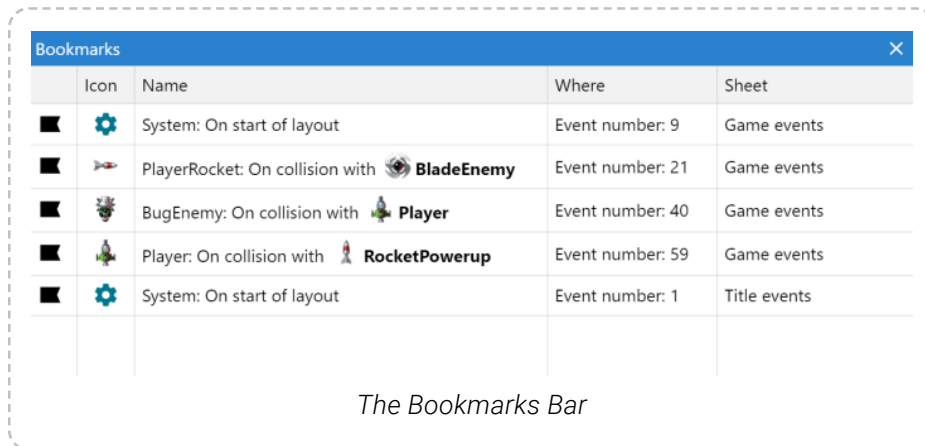 Bookmarks
Icon Name Where Sheet
System: On start of layout Event number: 9 Game events
PlayerRocket: On collision with BladeEnemy Event number: 21 Game events
BugEnemy: On collision with Player Event number: 40 Game events
Player: On collision with RocketPowerup Event number: 59 Game events
System: On start of layout Event number: 1 Title events
The Bookmarks Bar